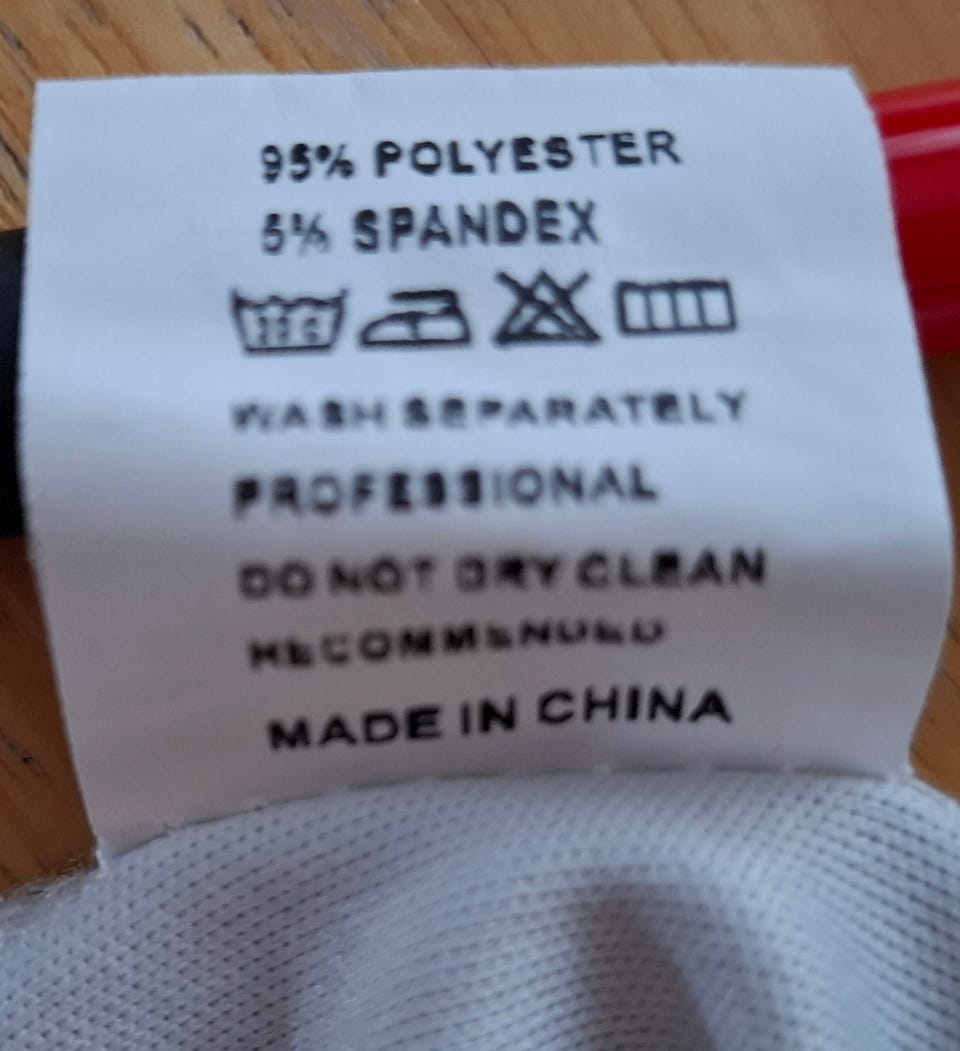 95% POLYESTER
5% SPANDEX
WASH SEPARATELY
PROFESSIONAL
DO NOT DRY CLEAN
RECOMMENDED
MADE IN CHINA